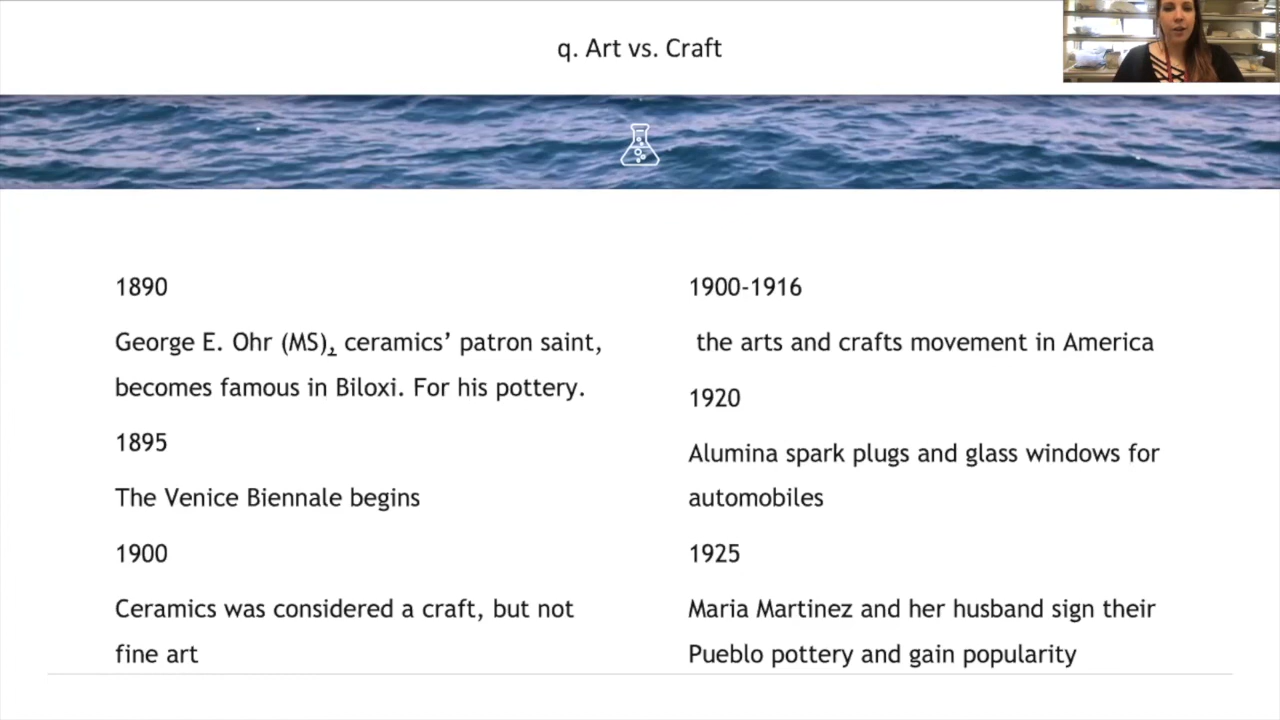 q. Art vs. Craft
1890
George E. Ohr (MS), ceramics’ patron saint,
becomes famous in Biloxi. For his pottery.
1895
The Venice Biennale begins
1900
Ceramics was considered a craft, but not
fine art
1900-1916
the arts and crafts movement in America
1920
Alumina spark plugs and glass windows for
automobiles
1925
Maria Martinez and her husband sign their
Pueblo pottery and gain popularity